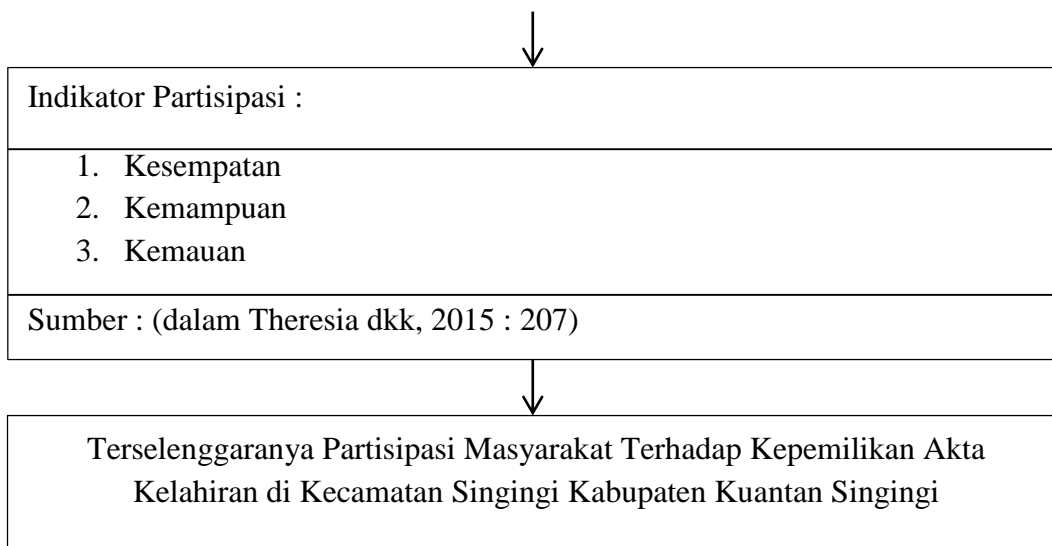 Indikator Partisipasi :
1. Kesempatan
2. Kemampuan
3. Kemauan
Sumber : (dalam Theresia dkk, 2015 : 207)
Terselenggaranya Partisipasi Masyarakat Terhadap Kepemilikan Akta
Kelahiran di Kecamatan Singingi Kabupaten Kuantan Singingi